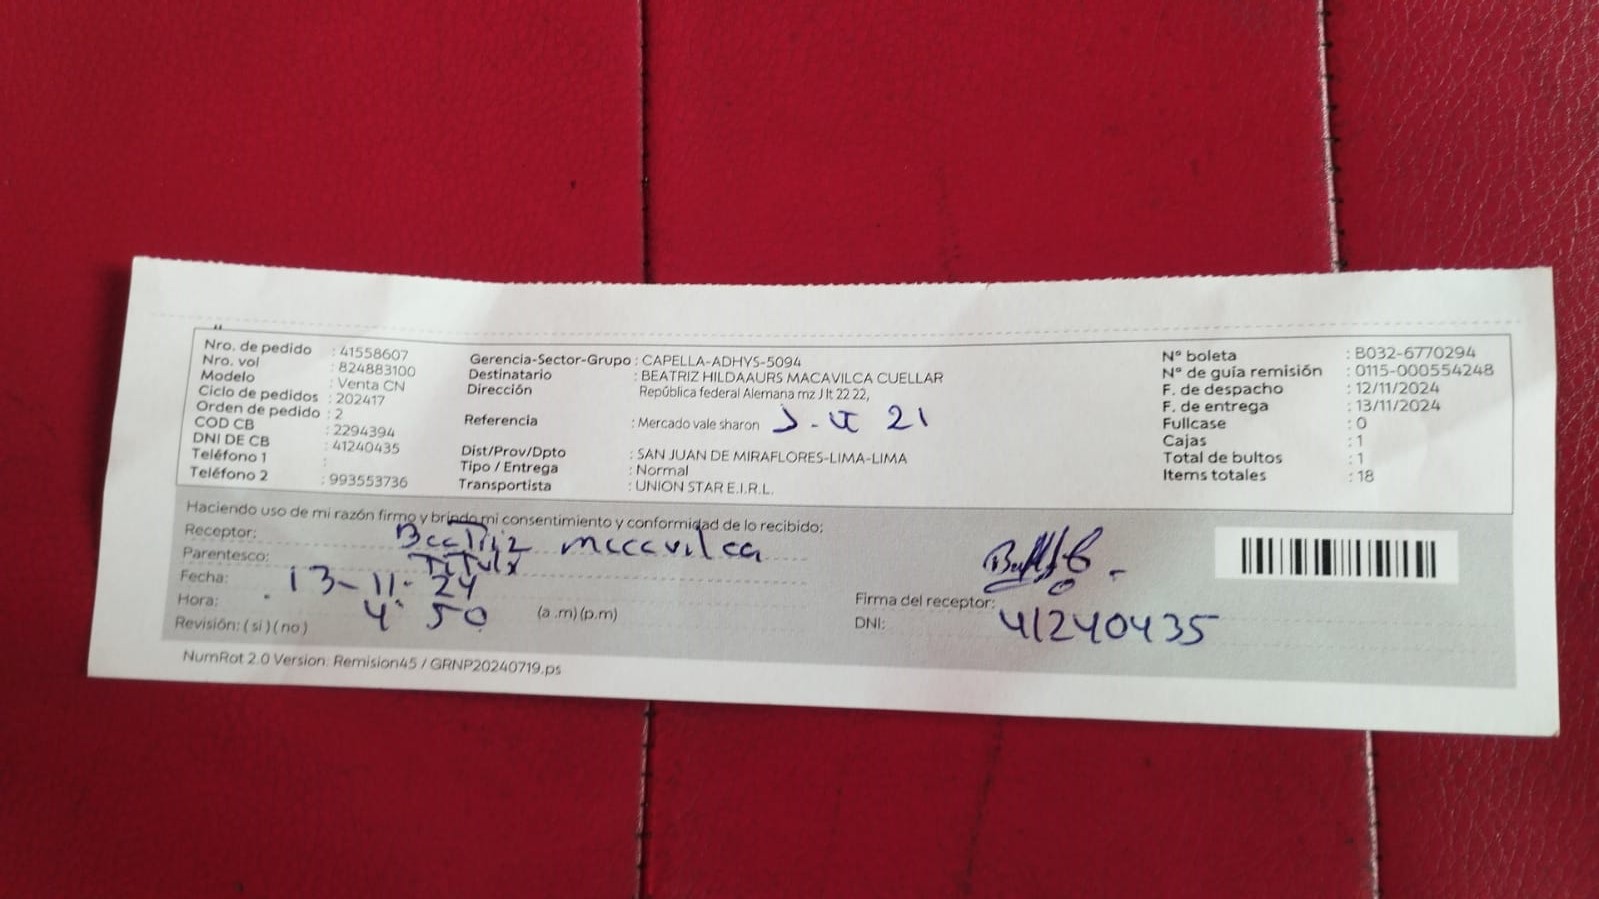 Nro. de pedido : 41558607
Nro. vol : 824883100
Modelo : Venta CN
Ciclo de pedidos : 202417
Orden de pedido : 2
COD CB : 2294394
DNI DE CB : 41240435
Teléfono 1 :
Teléfono 2 : 993553736
Gerencia-Sector-Grupo : CAPELLA-ADHYS-5094
Destinatario : BEATRIZ HILDAAURS MACAVILCA CUELLAR
Dirección República federal Alemana mz J lt 22 22,
Referencia : Mercado vale sharon J - LT 21
Dist/Prov/Dpto : SAN JUAN DE MIRAFLORES-LIMA-LIMA
Tipo / Entrega : Normal
Transportista : UNION STAR E.I.R.L.
N° boleta : B032-6770294
N° de guía remisión : 0115-000554248
F. de despacho : 12/11/2024
F. de entrega : 13/11/2024
Fullcase : 0
Cajas : 1
Total de bultos : 1
Items totales : 18
Haciendo uso de mi razón firmo y brindo mi consentimiento y conformidad de lo recibido:
Receptor: Beatriz Macavilca
Parentesco:
Fecha: 13-11-24
Hora: 4:50 (a .m) (p.m)
Revisión: ( si ) ( no )
Firma del receptor:
DNI: 41240435
NumRot 2.0 Version: Remision45 / GRNP20240719.ps